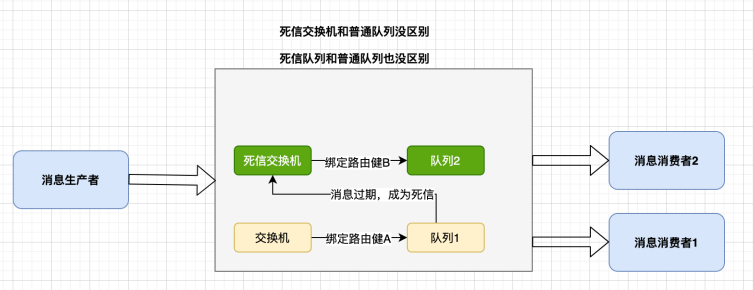 死信交换机和普通队列没区别
死信队列和普通队列也没区别
死信交换机
绑定路由健B
队列2
消息消费者2
消息生产者
消息过期，成为死信
交换机
绑定路由健A
队列1
消息消费者1